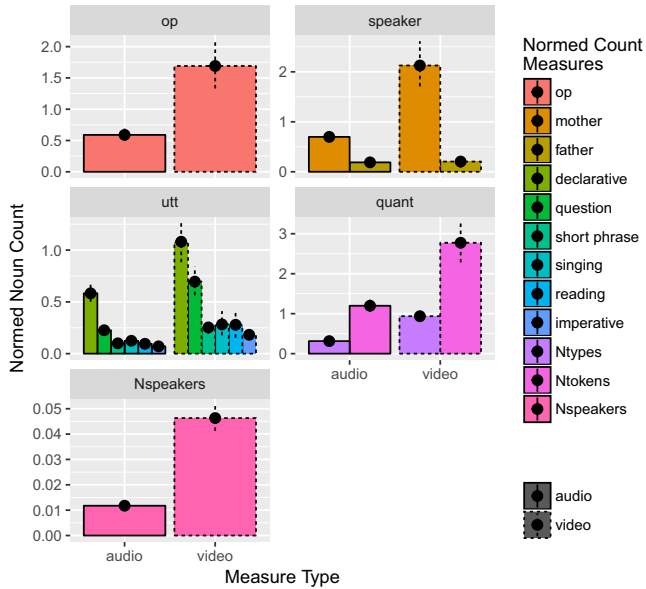 op
speaker
2.0
1.5
1.0
0.5
0.0
2
1
0
utt
quant
1.0
0.5
0.0
3
2
1
0
audio
video
Nspeakers
0.05
0.04
0.03
0.02
0.01
0.00
audio
video
Measure Type
Normed Noun Count
Normed Count
Measures
op
mother
father
declarative
question
short phrase
singing
reading
imperative
Ntypes
Ntokens
Nspeakers
audio
video